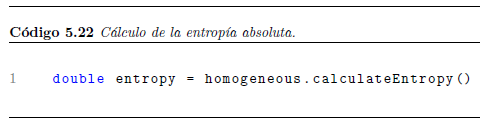 Código 5.22 Cálculo de la entropía absoluta.
1 double entropy = homogeneous.calculateEntropy()